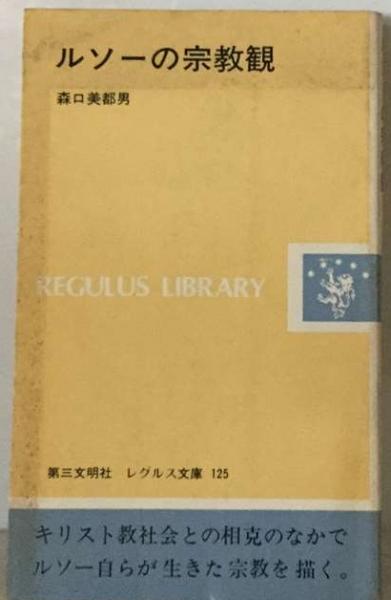 ルソーの宗教観
森口美都男
REGULUS LIBRARY
第三文明社 レグルス文庫 125
キリスト教社会との相克のなかで
ルソー自らが生きた宗教を描く。